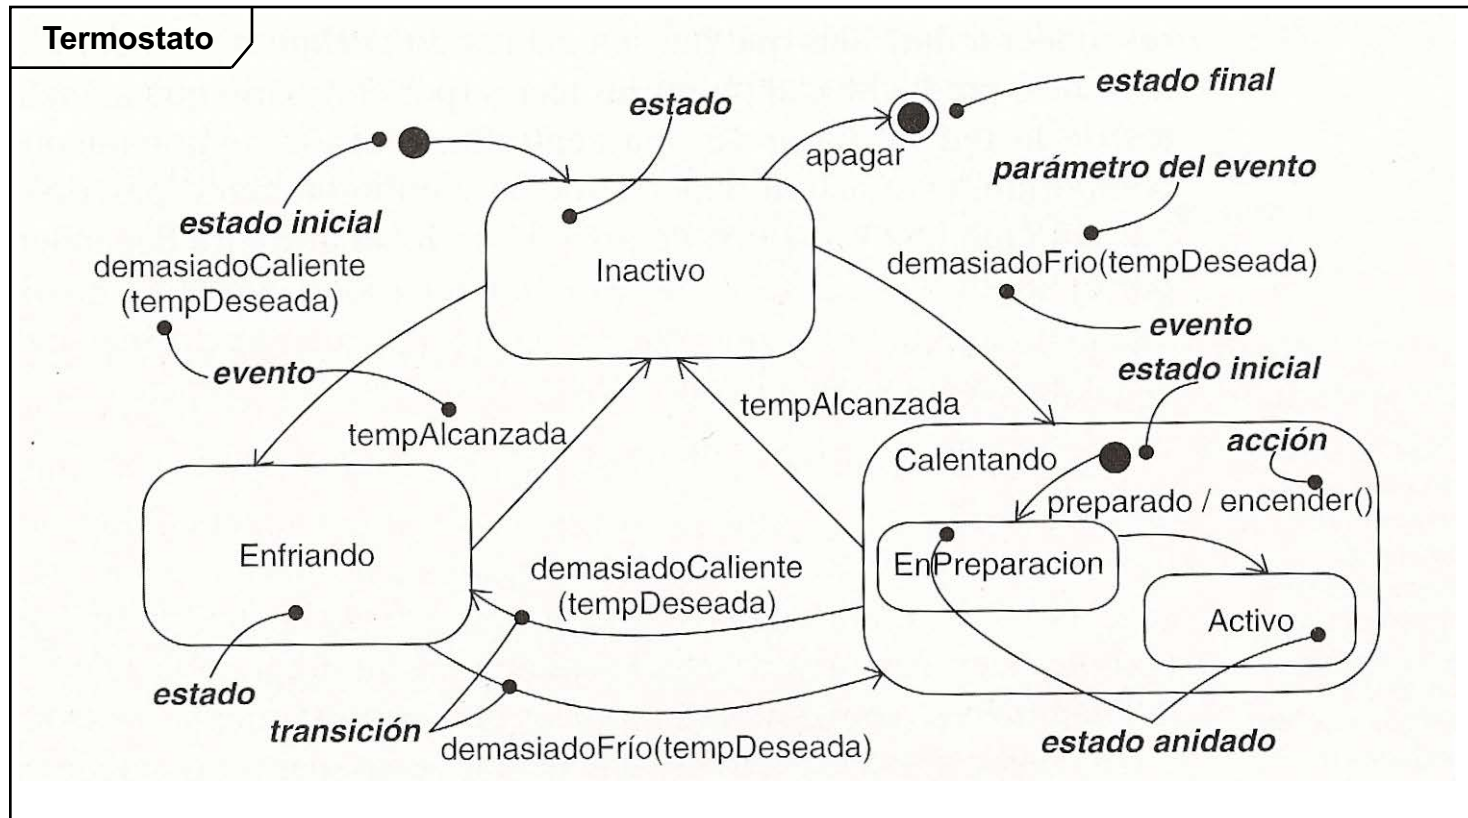 Termostato
estado final
estado
apagar
parámetro del evento
estado inicial
demasiadoCaliente
(tempDeseada)
Inactivo
demasiadoFrio(tempDeseada)
evento
evento
estado inicial
tempAlcanzada
tempAlcanzada
acción
Calentando
preparado / encender()
Enfriando
demasiadoCaliente
(tempDeseada)
EnPreparacion
Activo
estado
transición
demasiadoFrío(tempDeseada)
estado anidado